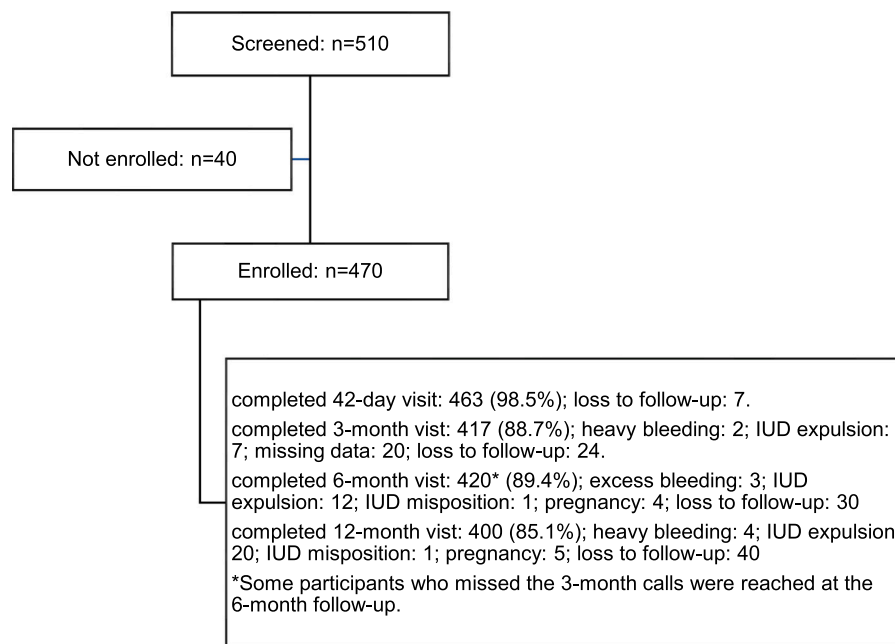 Screened: n=510
Not enrolled: n=40
Enrolled: n=470
completed 42-day visit: 463 (98.5%); loss to follow-up: 7.
completed 3-month vist: 417 (88.7%); heavy bleeding: 2; IUD expulsion:
7; missing data: 20; loss to follow-up: 24.
completed 6-month vist: 420* (89.4%); excess bleeding: 3; IUD
expulsion: 12; IUD misposition: 1; pregnancy: 4; loss to follow-up: 30
completed 12-month vist: 400 (85.1%); heavy bleeding: 4; IUD expulsion
20; IUD misposition: 1; pregnancy: 5; loss to follow-up: 40
*Some participants who missed the 3-month calls were reached at the
6-month follow-up.